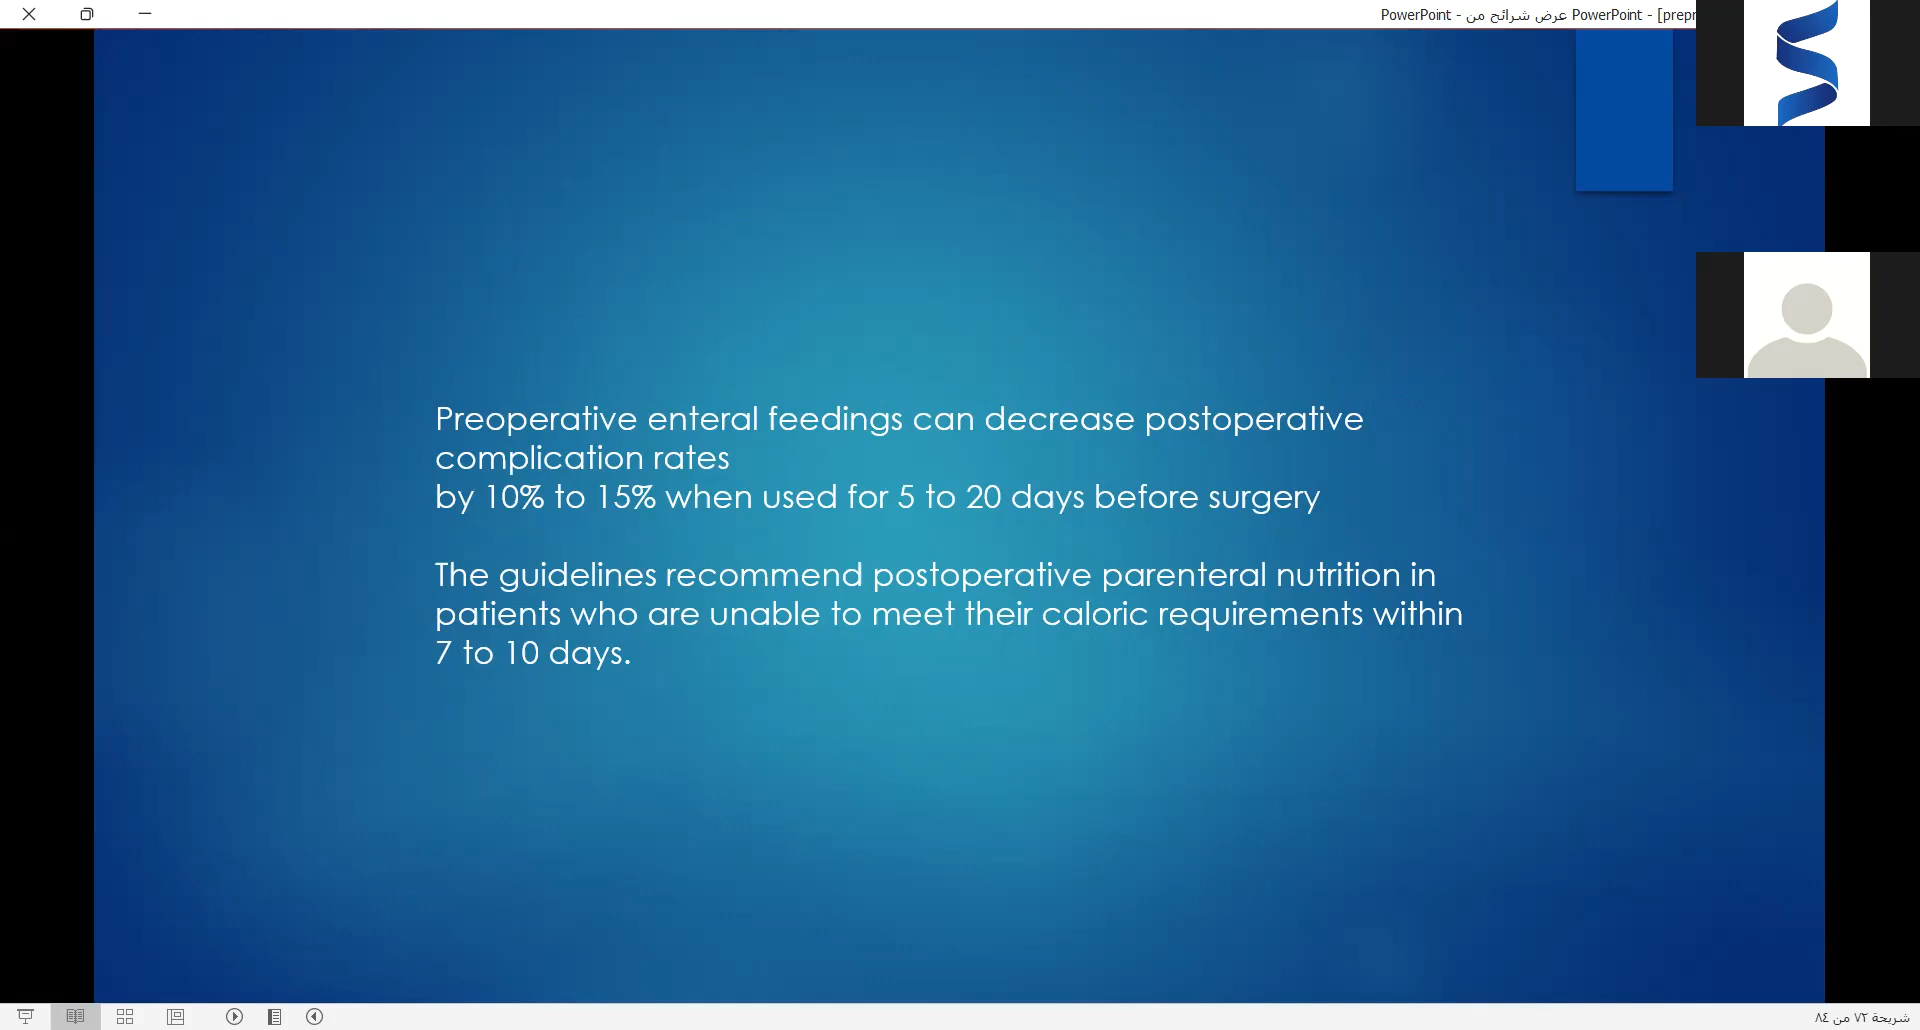 PowerPoint - عرض شرائح من PowerPoint - [prepr
Preoperative enteral feedings can decrease postoperative
complication rates
by 10% to 15% when used for 5 to 20 days before surgery
The guidelines recommend postoperative parenteral nutrition in
patients who are unable to meet their caloric requirements within
7 to 10 days.
شريحة ٧٢ من ٨٤